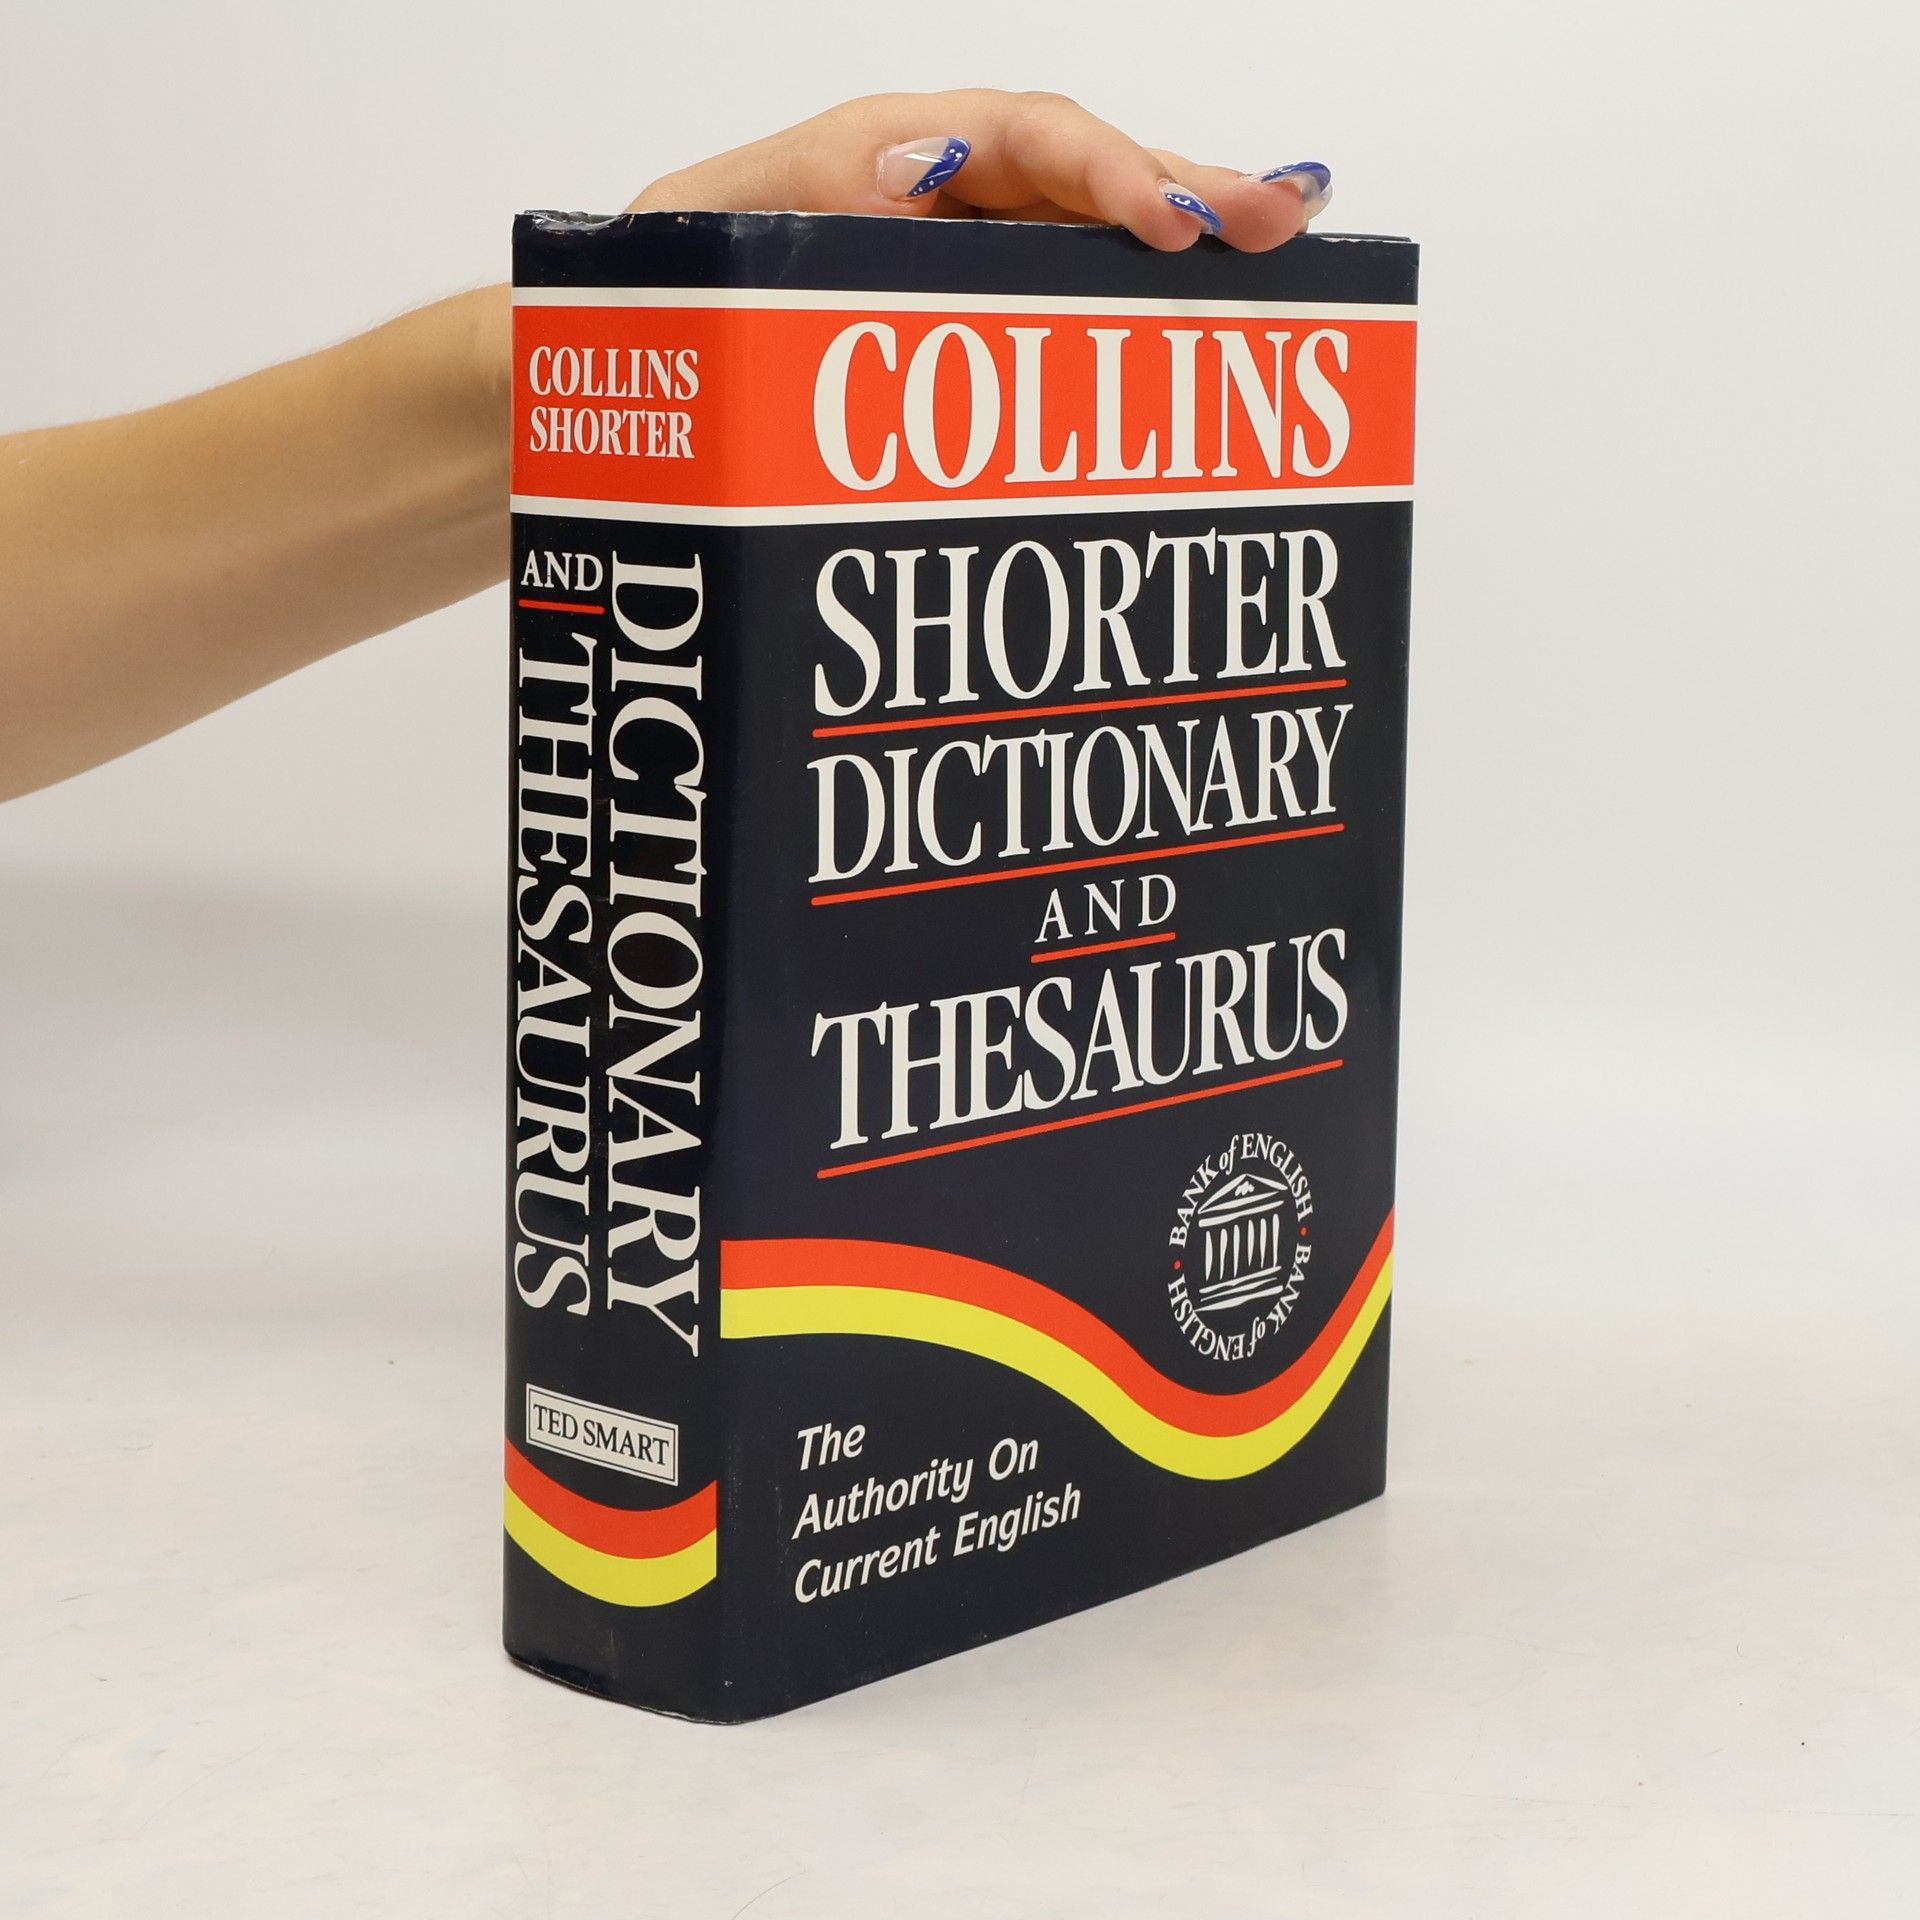 COLLINS
SHORTER
DICTIONARY
AND
THESAURUS
TED SMART
COLLINS
SHORTER
DICTIONARY
AND
THESAURUS
BANK of ENGLISH · BANK of ENGLISH ·
The
Authority On
Current English